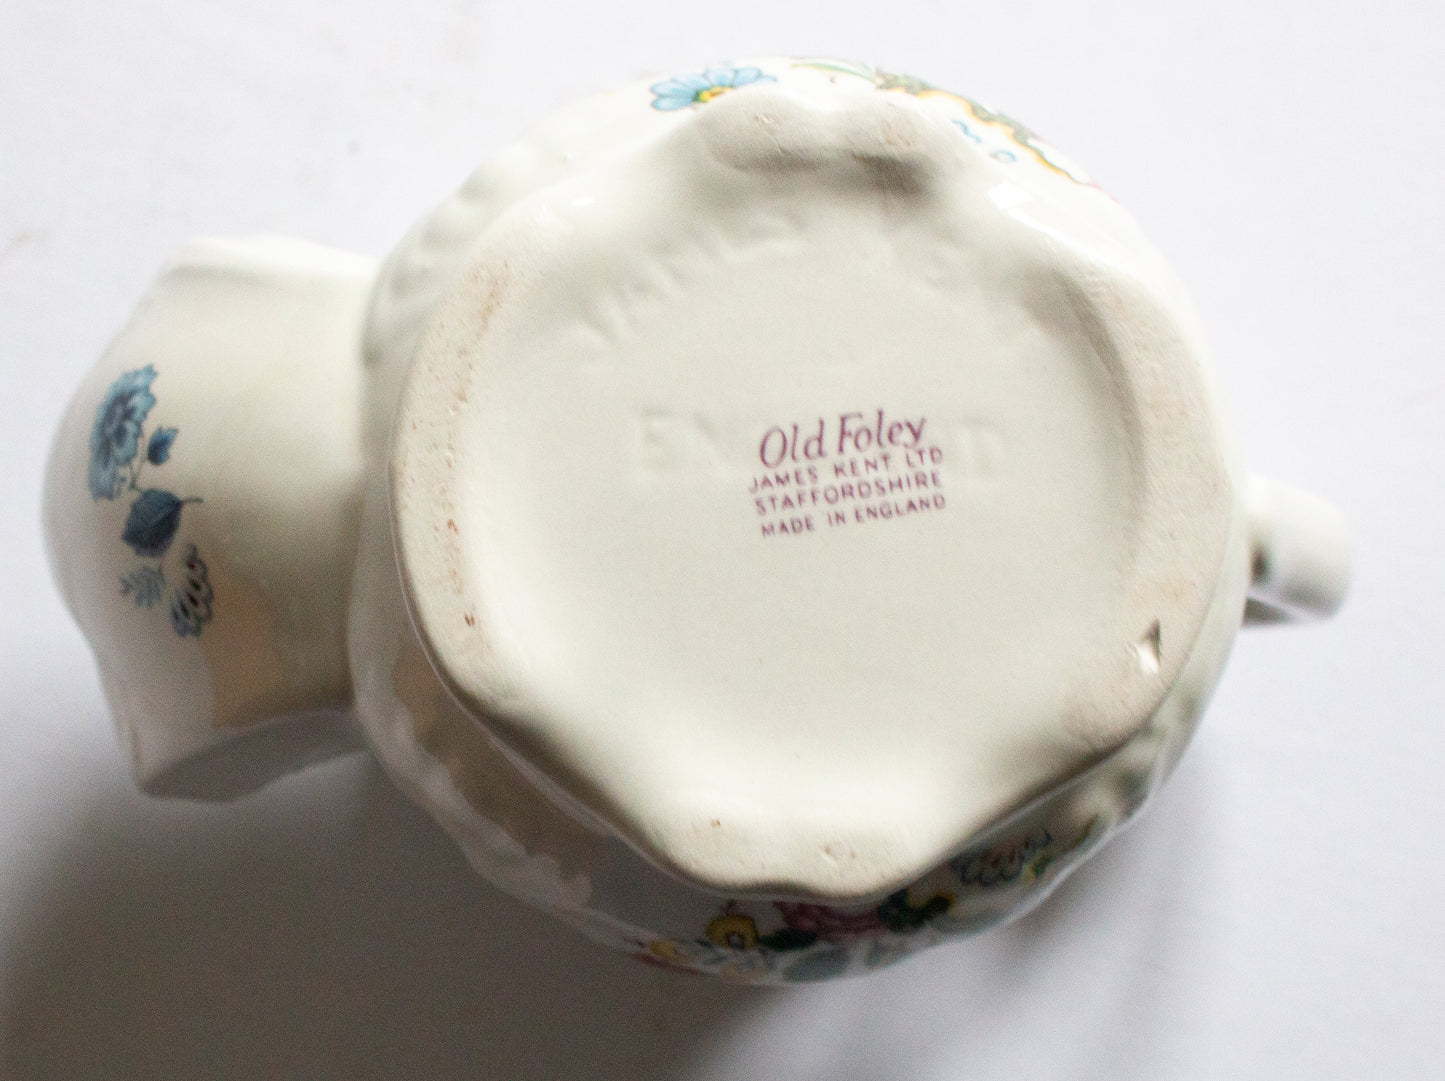 Old Foley
JAMES KENT LTD
STAFFORDSHIRE
MADE IN ENGLAND